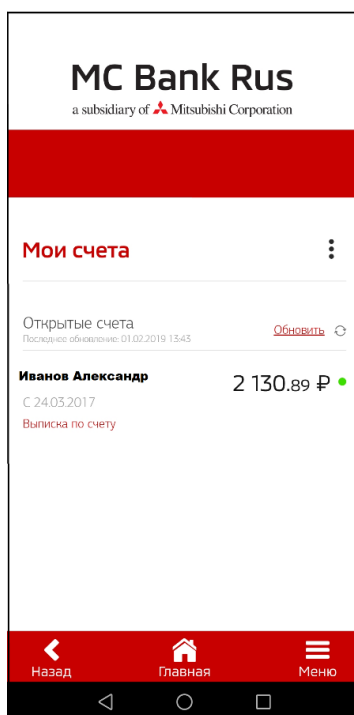 MC Bank Rus
a subsidiary of Mitsubishi Corporation
Мои счета
Открытые счета
Последнее обновление: 01.02.2019 13:43
Обновить
Иванов Александр
2 130.89 ₽
С 24.03.2017
Выписка по счету
Назад
Главная
Меню